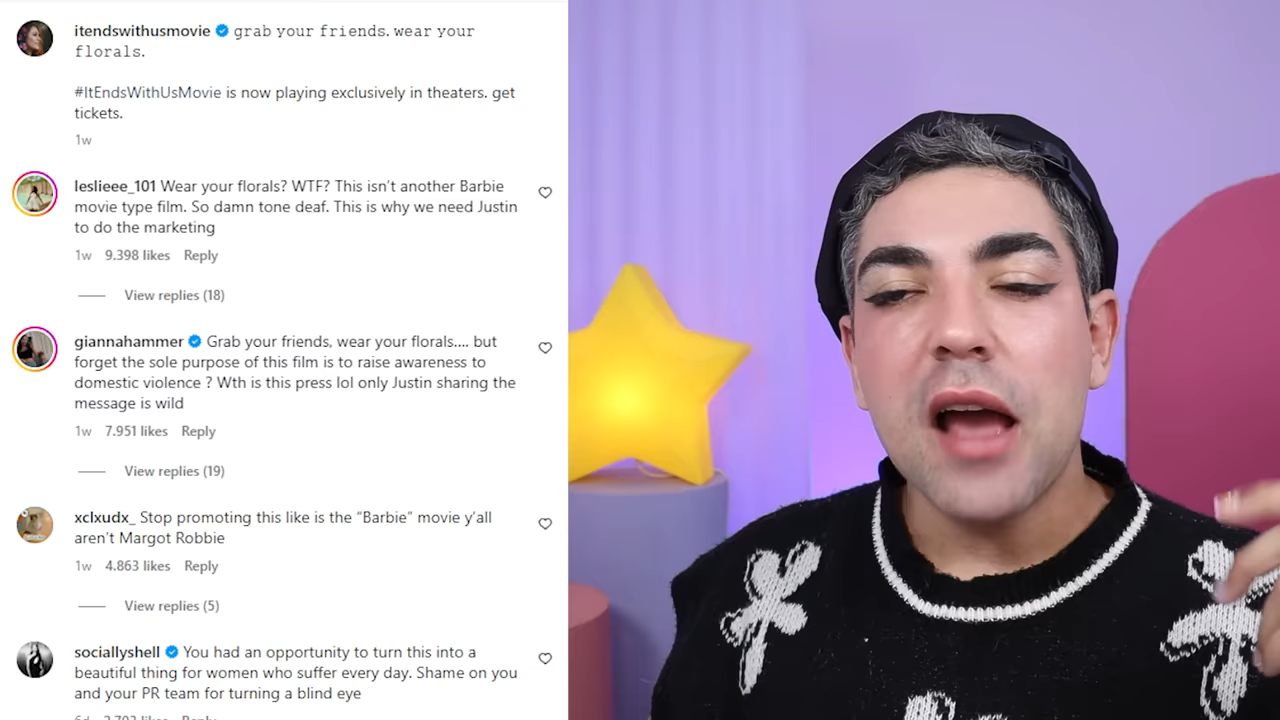 itendswithusmovie grab your friends. wear your
florals.
#ItEndsWithUsMovie is now playing exclusively in theaters. get
tickets.
1w
leslieee_101 Wear your florals? WTF? This isn't another Barbie
movie type film. So damn tone deaf. This is why we need Justin
to do the marketing
1w 9.398 likes Reply
View replies (18)
giannahammer Grab your friends, wear your florals.... but
forget the sole purpose of this film is to raise awareness to
domestic violence ? Wth is this press lol only Justin sharing the
message is wild
1w 7.951 likes Reply
View replies (19)
xclxudx_ Stop promoting this like is the “Barbie” movie y'all
aren't Margot Robbie
1w 4.863 likes Reply
View replies (5)
sociallyshell You had an opportunity to turn this into a
beautiful thing for women who suffer every day. Shame on you
and your PR team for turning a blind eye